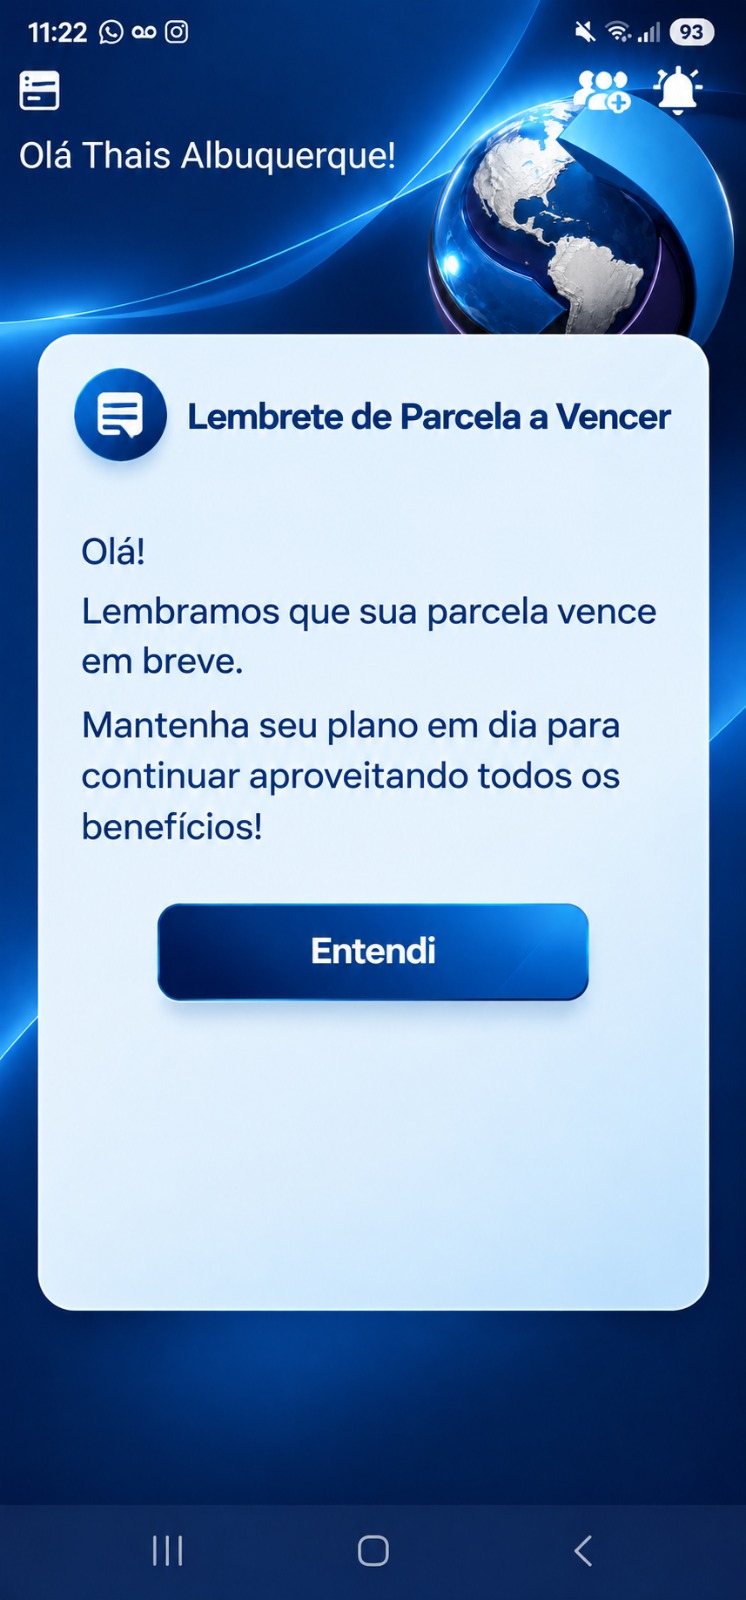 11:22
93
Olá Thais Albuquerque!
Lembrete de Parcela a Vencer
Olá!
Lembramos que sua parcela vence
em breve.
Mantenha seu plano em dia para
continuar aproveitando todos os
benefícios!
Entendi